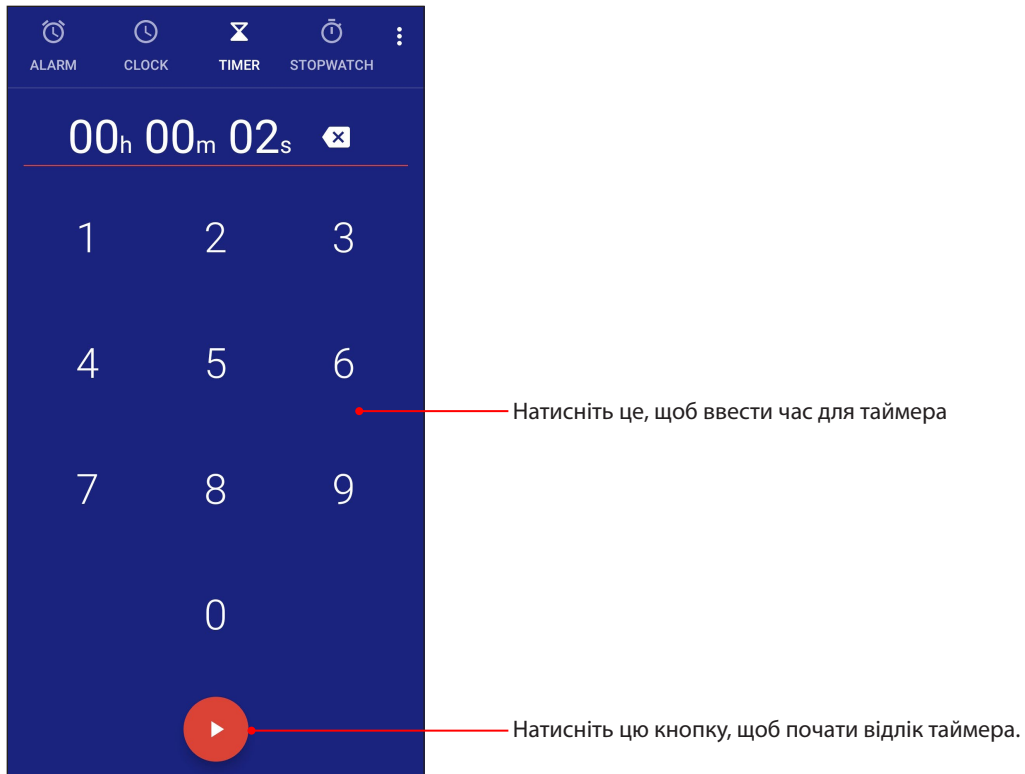 ALARM CLOCK TIMER STOPWATCH
00h 00m 02s
1 2 3
4 5 6
Натисніть це, щоб ввести час для таймера
7 8 9
0
Натисніть цю кнопку, щоб почати відлік таймера.